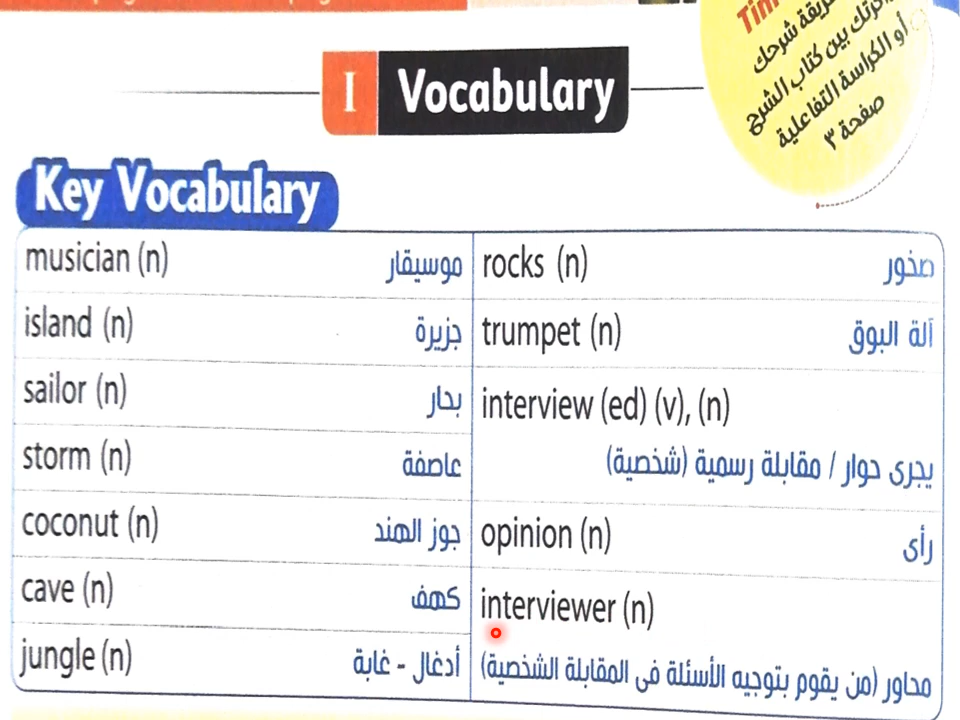 Tim
طريقة شرحك
بين كتاب الشرح
أو الكراسة التفاعلية
صفحة ٣
I Vocabulary
Key Vocabulary
musician (n) موسيقار
island (n) جزيرة
sailor (n) بحار
storm (n) عاصفة
coconut (n) جوز الهند
cave (n) كهف
jungle (n) أدغال - غابة
rocks (n) صخور
trumpet (n) آلة البوق
interview (ed) (v), (n)
يجرى حوار / مقابلة رسمية (شخصية)
opinion (n) رأى
interviewer (n)
محاور (من يقوم بتوجيه الأسئلة فى المقابلة الشخصية)